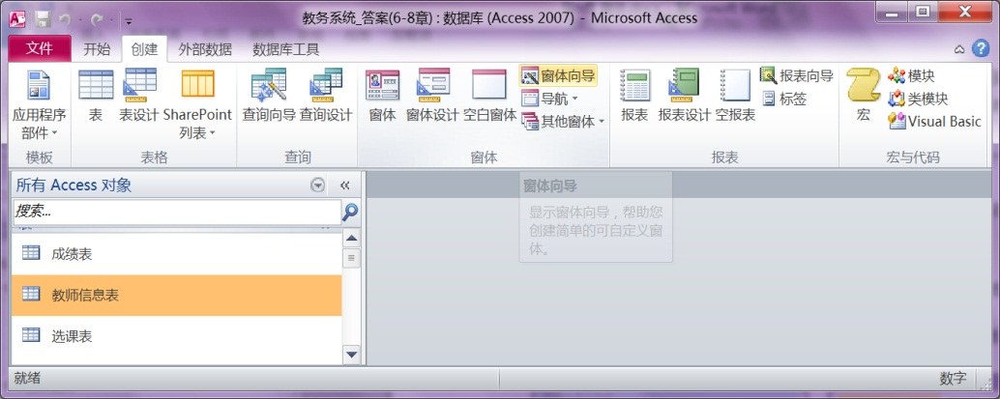 教务系统_答案(6-8章) : 数据库 (Access 2007) - Microsoft Access
文件 开始 创建 外部数据 数据库工具
应用程序
部件
表
表设计
SharePoint
列表
查询向导
查询设计
窗体
窗体设计
空白窗体
窗体向导
导航
其他窗体
报表
报表设计
空报表
报表向导
标签
宏
模块
类模块
Visual Basic
模板 表格 查询 窗体 报表 宏与代码
所有 Access 对象
搜索...
成绩表
教师信息表
选课表
窗体向导
显示窗体向导，帮助您
创建简单的可自定义窗
体。
就绪
数字